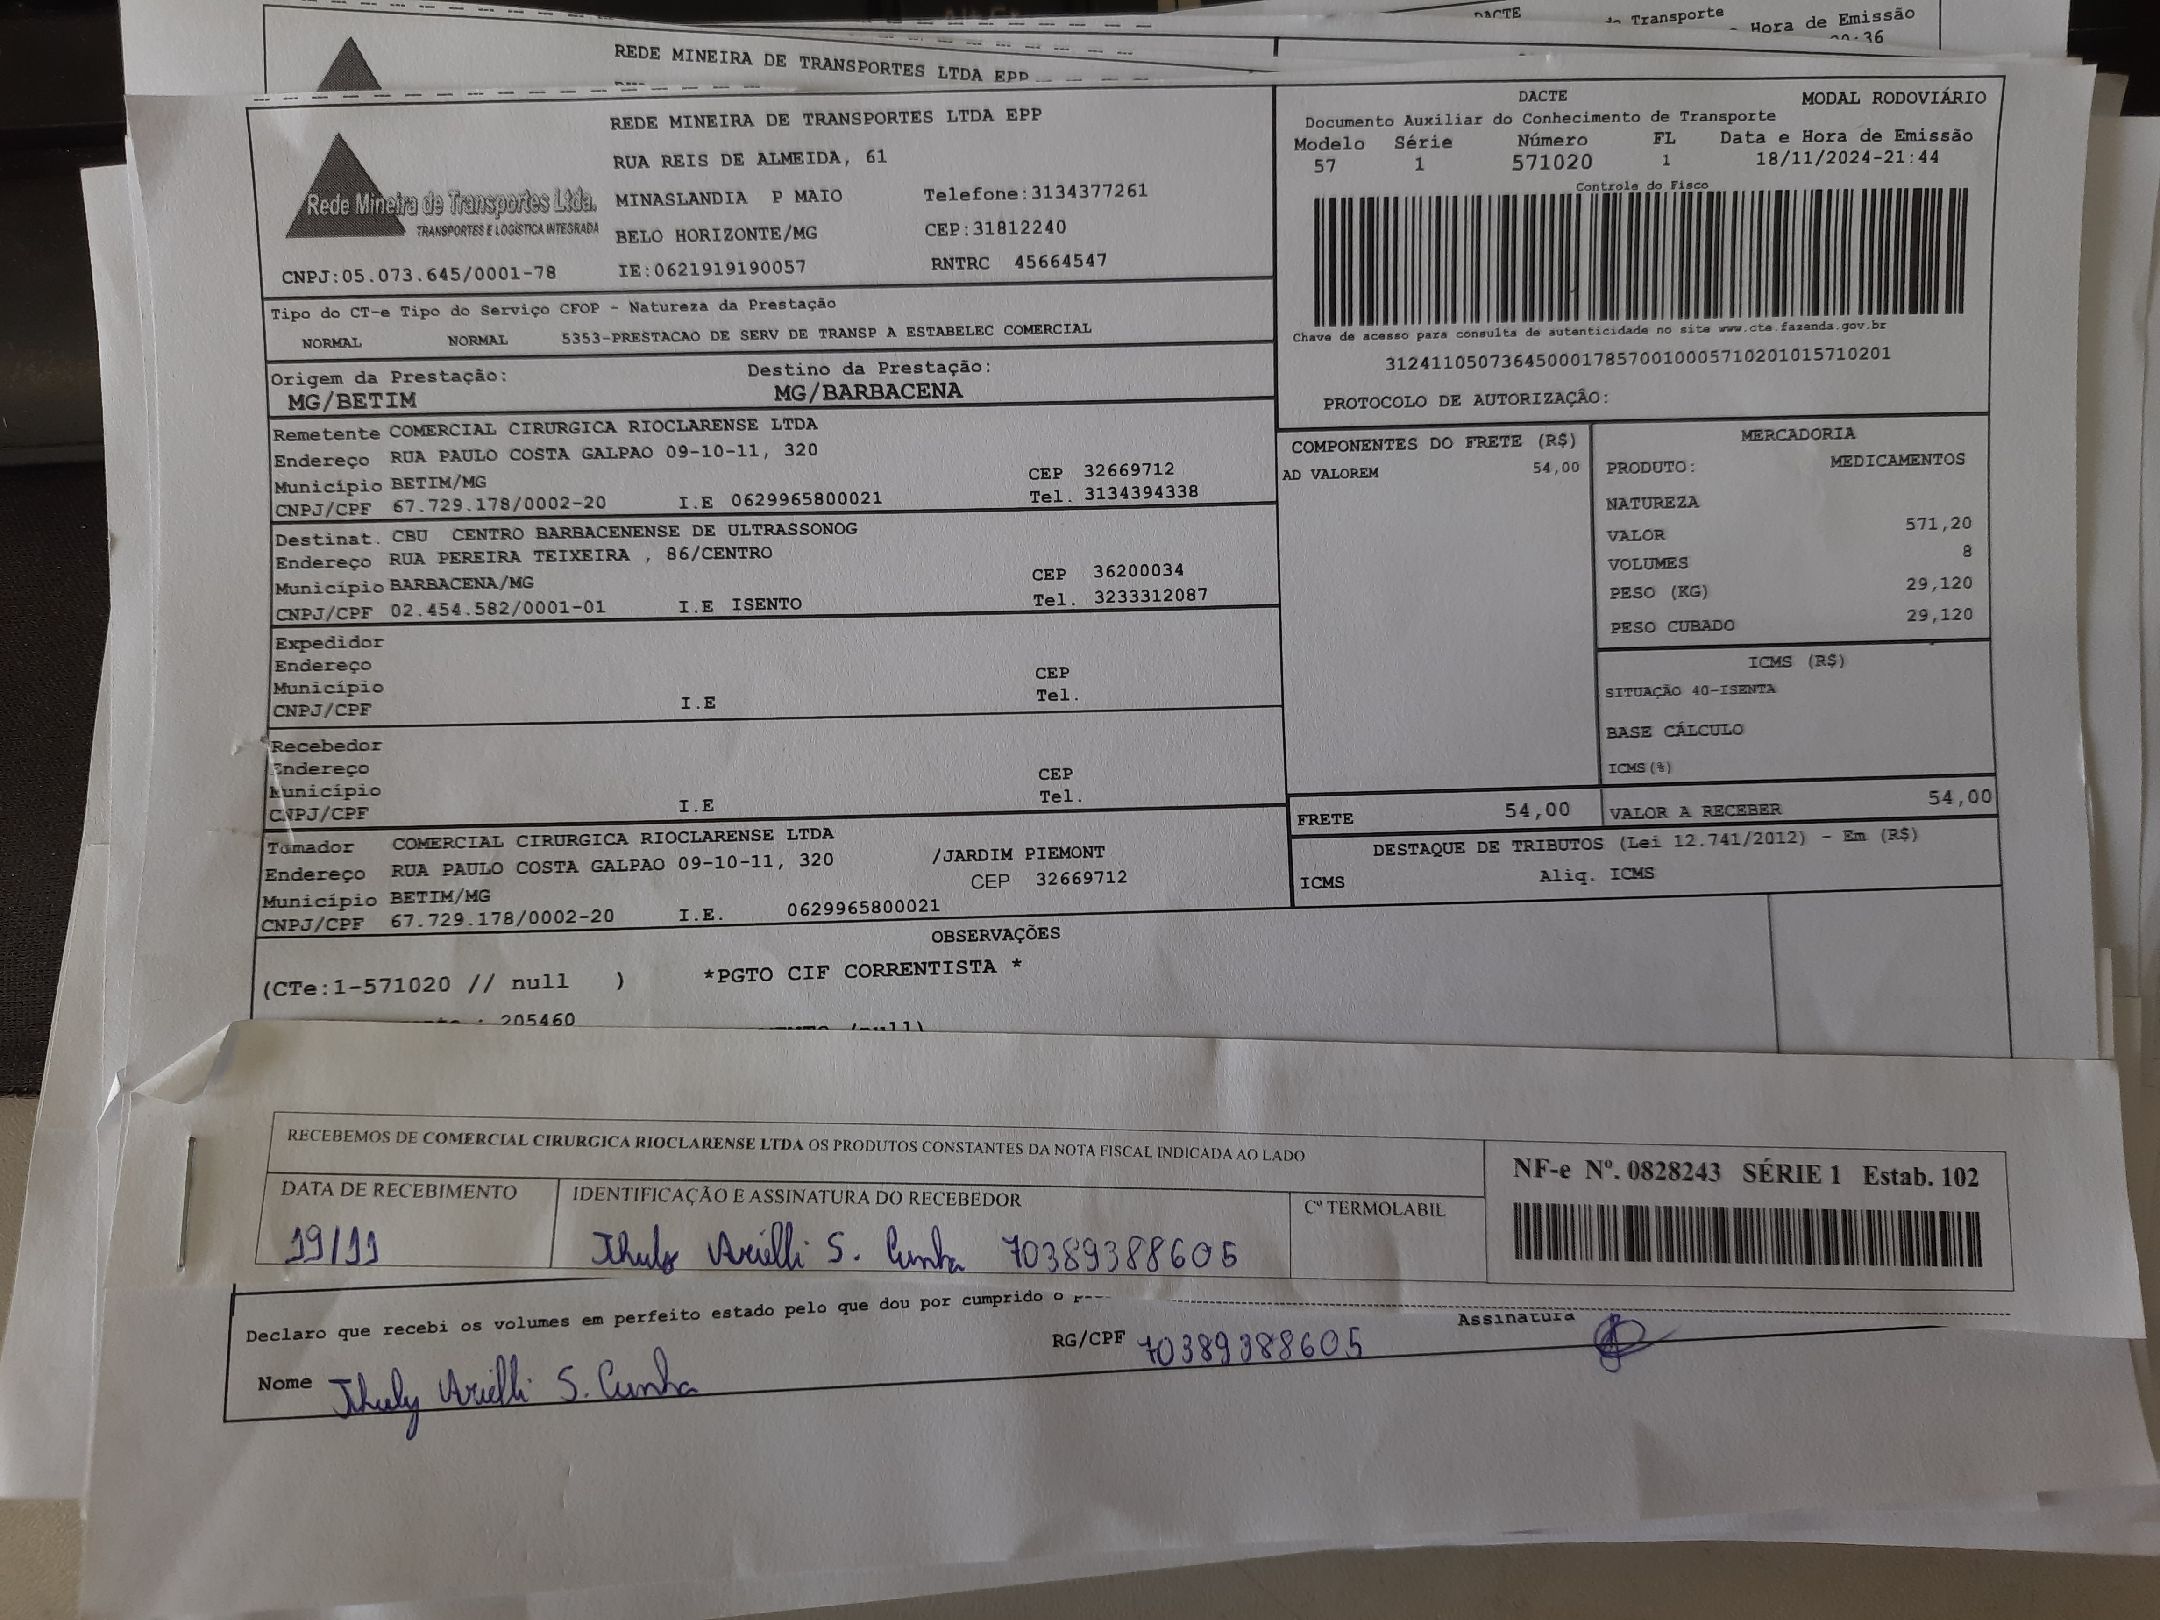 DACTE
Transporte
Hora de Emissão
REDE MINEIRA DE TRANSPORTES LTDA EPP
REDE MINEIRA DE TRANSPORTES LTDA EPP
RUA REIS DE ALMEIDA, 61
MINASLANDIA P MAIO Telefone:3134377261
BELO HORIZONTE/MG CEP:31812240
Rede Mineira de Transportes Ltda.
TRANSPORTES E LOGÍSTICA INTEGRADA
CNPJ:05.073.645/0001-78 IE:0621919190057 RNTRC 45664547
DACTE MODAL RODOVIÁRIO
Documento Auxiliar do Conhecimento de Transporte
Modelo Série Número FL Data e Hora de Emissão
57 1 571020 1 18/11/2024-21:44
Controle do Fisco
Chave de acesso para consulta de autenticidade no site www.cte.fazenda.gov.br
31241105073645000178570010005710201015710201
PROTOCOLO DE AUTORIZAÇÂO:
Tipo do CT-e Tipo do Serviço CFOP - Natureza da Prestação
NORMAL NORMAL 5353-PRESTACAO DE SERV DE TRANSP A ESTABELEC COMERCIAL
Origem da Prestação: Destino da Prestação:
MG/BETIM MG/BARBACENA
Remetente COMERCIAL CIRURGICA RIOCLARENSE LTDA
Endereço RUA PAULO COSTA GALPAO 09-10-11, 320
Município BETIM/MG CEP 32669712
CNPJ/CPF 67.729.178/0002-20 I.E 0629965800021 Tel. 3134394338
Destinat. CBU CENTRO BARBACENENSE DE ULTRASSONOG
Endereço RUA PEREIRA TEIXEIRA , 86/CENTRO
Município BARBACENA/MG CEP 36200034
CNPJ/CPF 02.454.582/0001-01 I.E ISENTO Tel. 3233312087
Expedidor
Endereço
Município CEP
CNPJ/CPF I.E Tel.
Recebedor
Endereço
Município CEP
CNPJ/CPF I.E Tel.
Tomador COMERCIAL CIRURGICA RIOCLARENSE LTDA
Endereço RUA PAULO COSTA GALPAO 09-10-11, 320 /JARDIM PIEMONT
Município BETIM/MG CEP 32669712
CNPJ/CPF 67.729.178/0002-20 I.E. 0629965800021
COMPONENTES DO FRETE (R$)
AD VALOREM 54,00
MERCADORIA
PRODUTO: MEDICAMENTOS
NATUREZA
VALOR 571,20
VOLUMES 8
PESO (KG) 29,120
PESO CUBADO 29,120
ICMS (R$)
SITUAÇÃO 40-ISENTA
BASE CÁLCULO
ICMS(%)
FRETE 54,00 VALOR A RECEBER 54,00
DESTAQUE DE TRIBUTOS (Lei 12.741/2012) - Em (R$)
ICMS Aliq. ICMS
OBSERVAÇÕES
(CTe:1-571020 // null ) *PGTO CIF CORRENTISTA *
: 205460
RECEBEMOS DE COMERCIAL CIRURGICA RIOCLARENSE LTDA OS PRODUTOS CONSTANTES DA NOTA FISCAL INDICADA AO LADO
DATA DE RECEBIMENTO IDENTIFICAÇÃO E ASSINATURA DO RECEBEDOR Cº TERMOLABIL
19/11 Jhuly Arielli S. Cunha 70389388605
NF-e Nº. 0828243 SÉRIE 1 Estab. 102
Declaro que recebi os volumes em perfeito estado pelo que dou por cumprido o
Nome Jhuly Arielli S. Cunha RG/CPF 70389388605 Assinatura